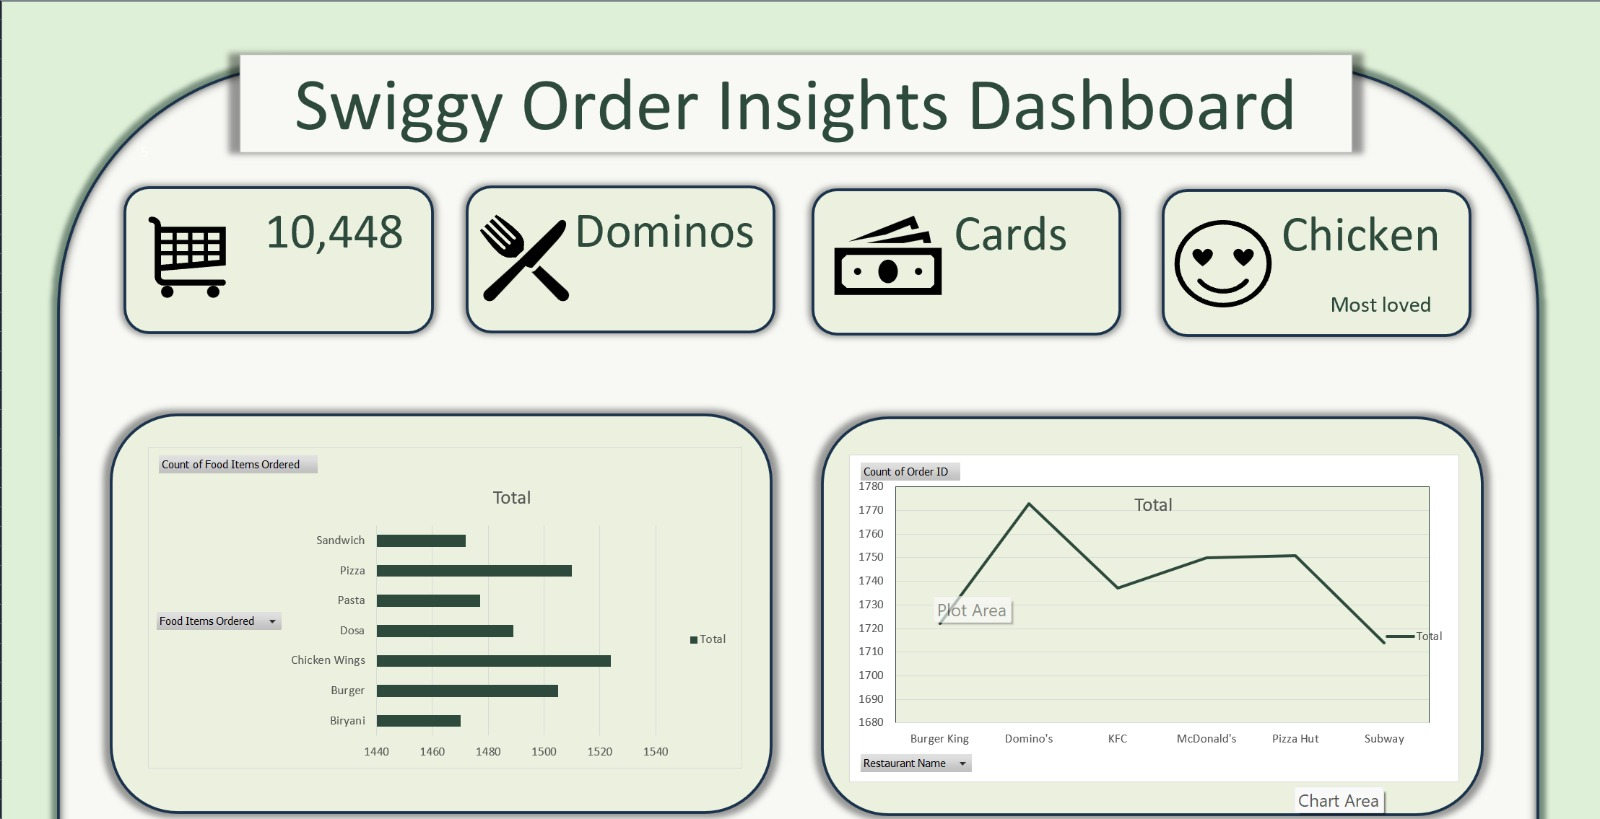 Swiggy Order Insights Dashboard
10,448
Dominos
Cards
Chicken
Most loved
Count of Food Items Ordered
Total
Sandwich
Pizza
Pasta
Dosa
Chicken Wings
Burger
Biryani
Food Items Ordered
Total
1440 1460 1480 1500 1520 1540
Count of Order ID
Total
1780
1770
1760
1750
1740
1730
1720
1710
1700
1690
1680
Plot Area
Total
Burger King Domino's KFC McDonald's Pizza Hut Subway
Restaurant Name
Chart Area